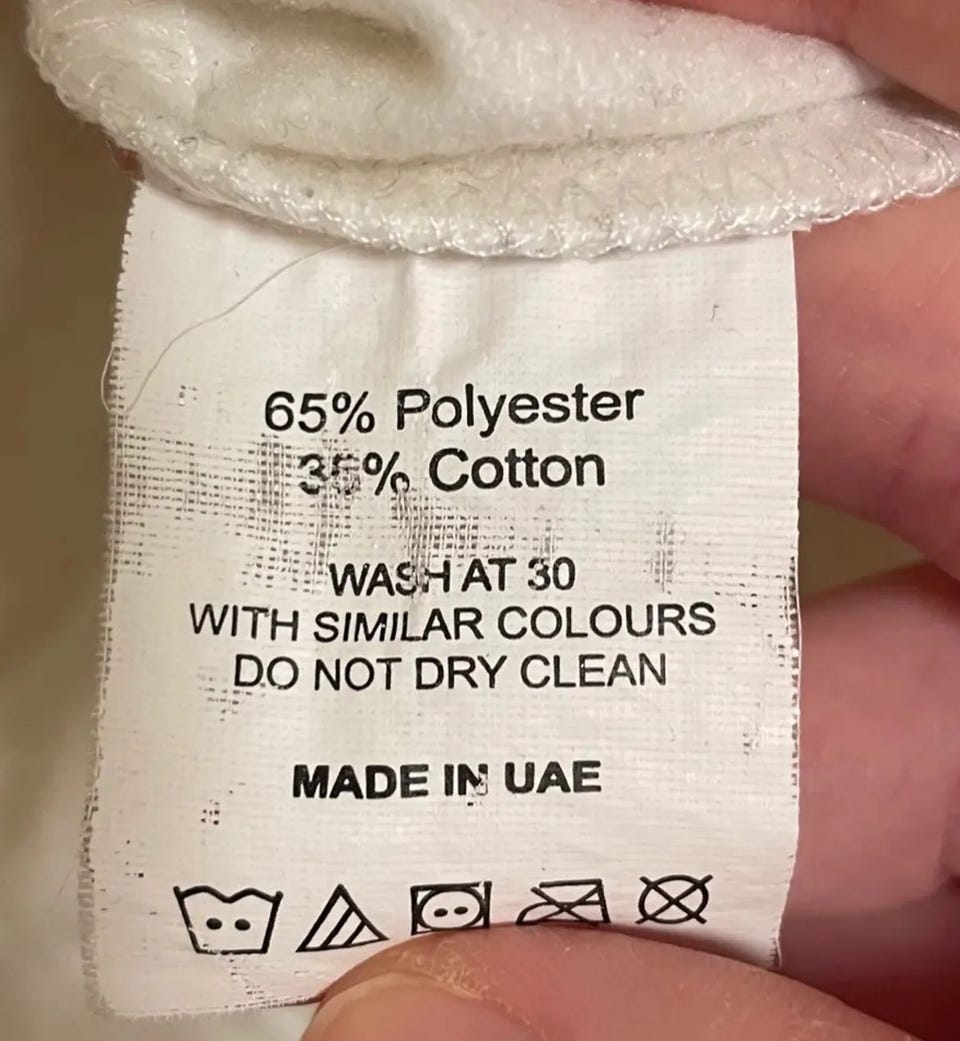 65% Polyester
35% Cotton
WASH AT 30
WITH SIMILAR COLOURS
DO NOT DRY CLEAN
MADE IN UAE